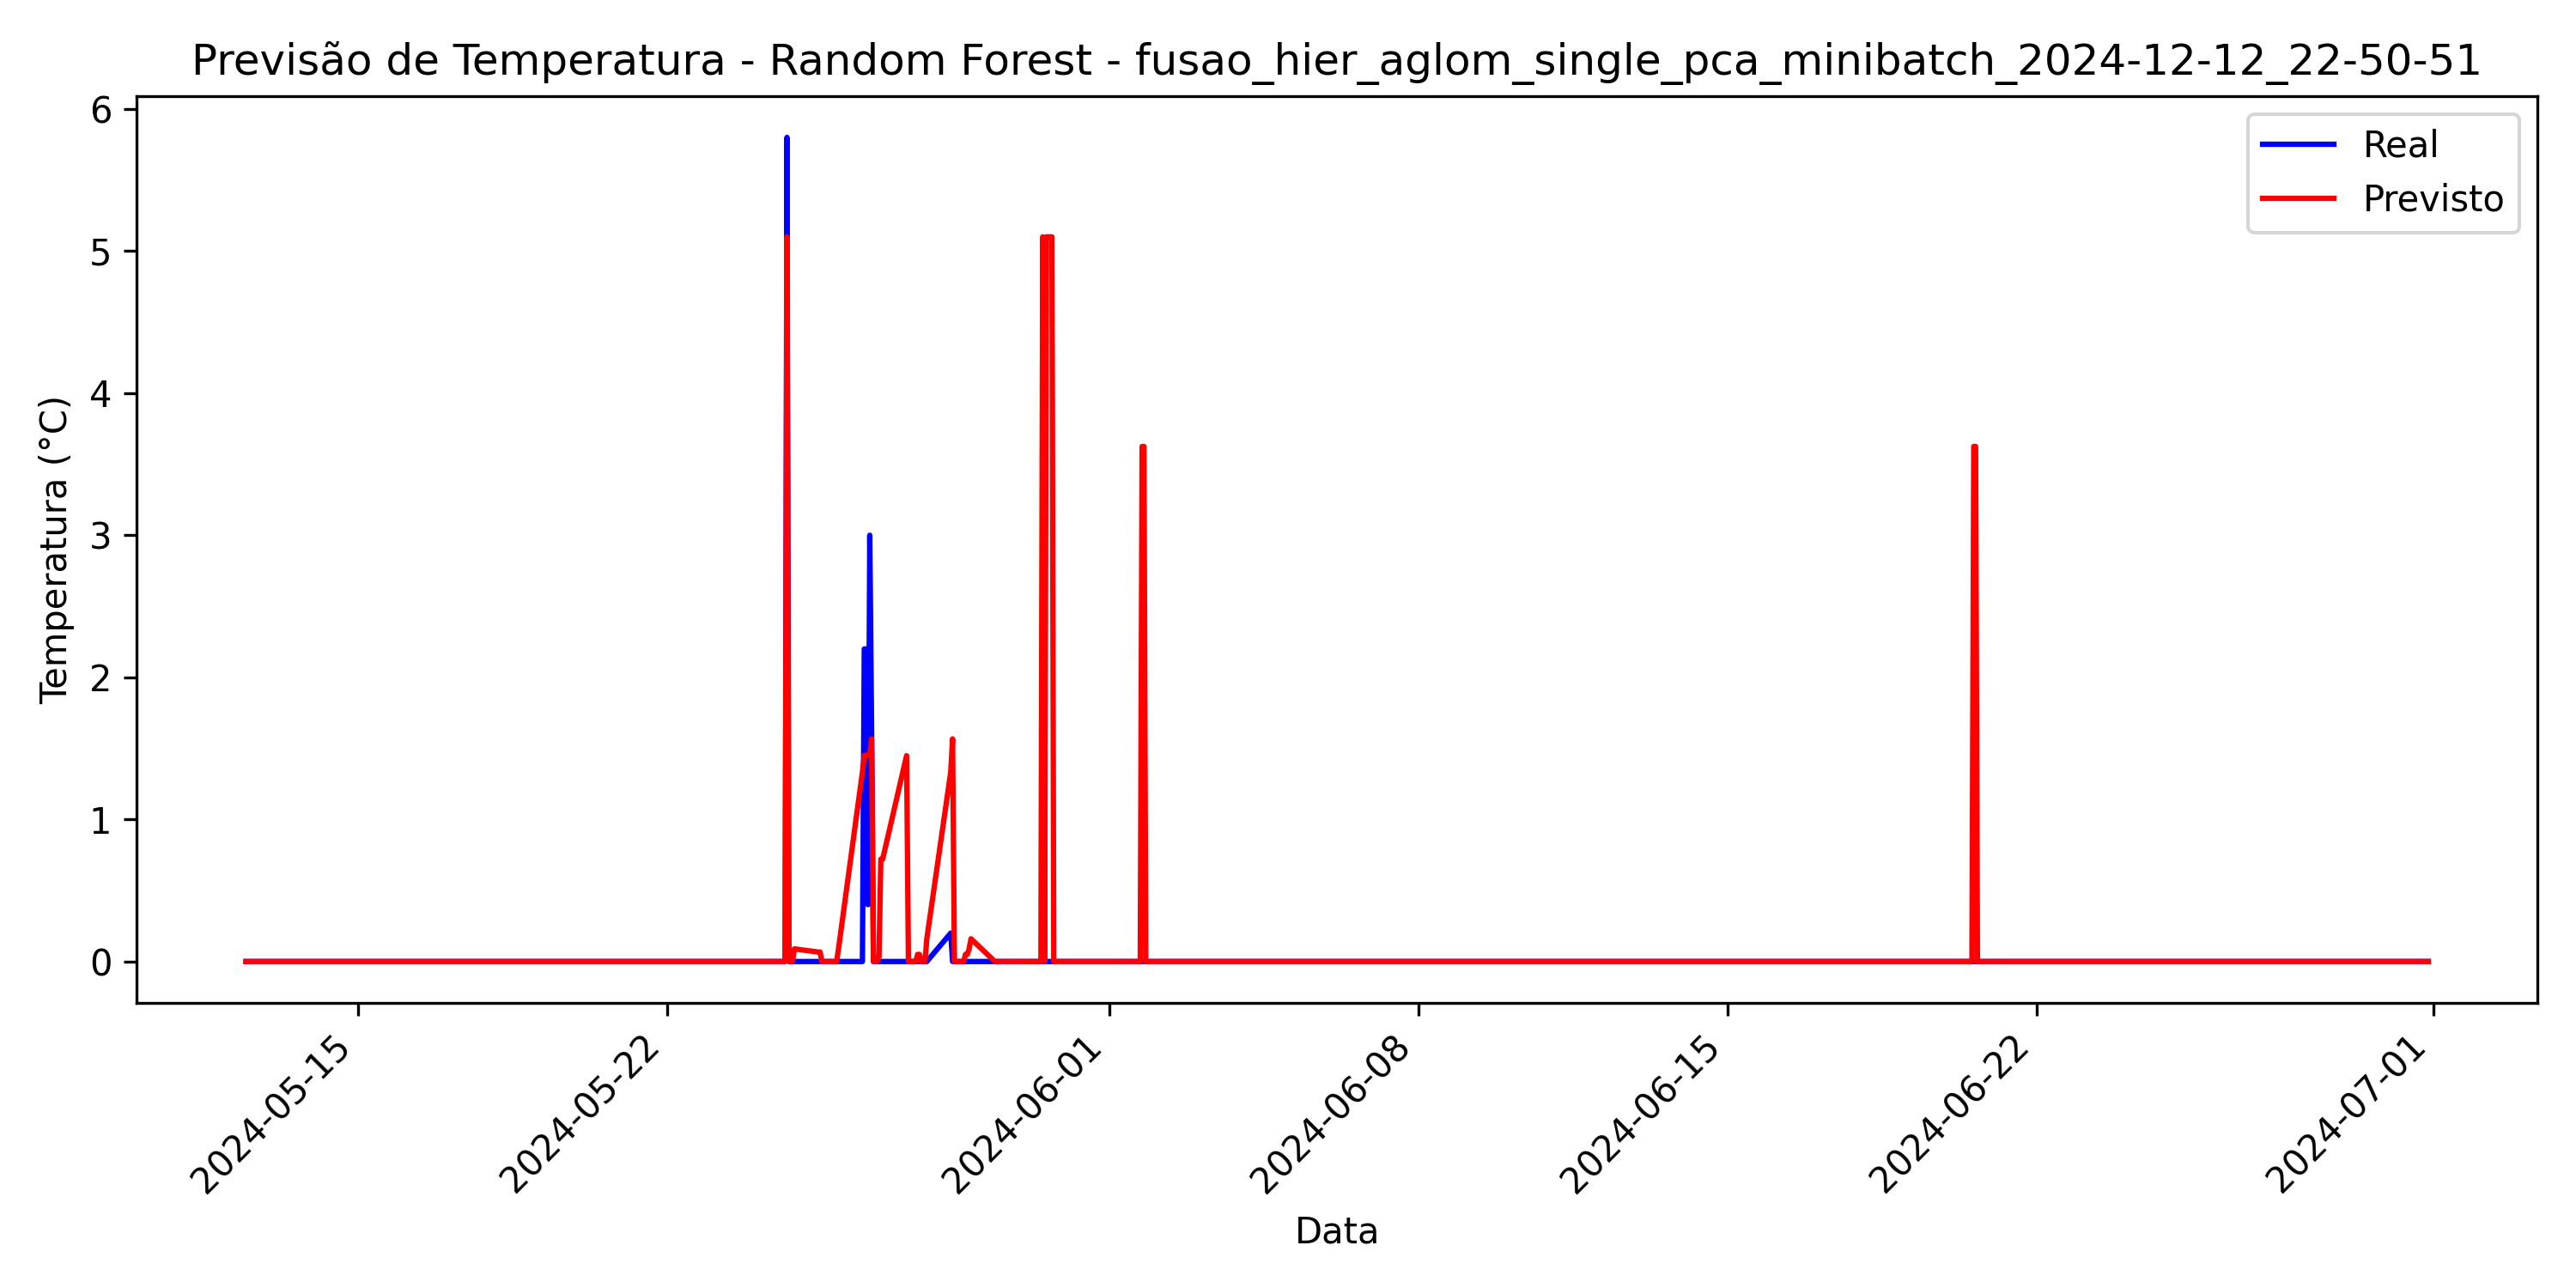 Previsão de Temperatura - Random Forest - fusao_hier_aglom_single_pca_minibatch_2024-12-12_22-50-51
Real
Previsto
Temperatura (°C)
6
5
4
3
2
1
0
2024-05-15
2024-05-22
2024-06-01
2024-06-08
2024-06-15
2024-06-22
2024-07-01
Data